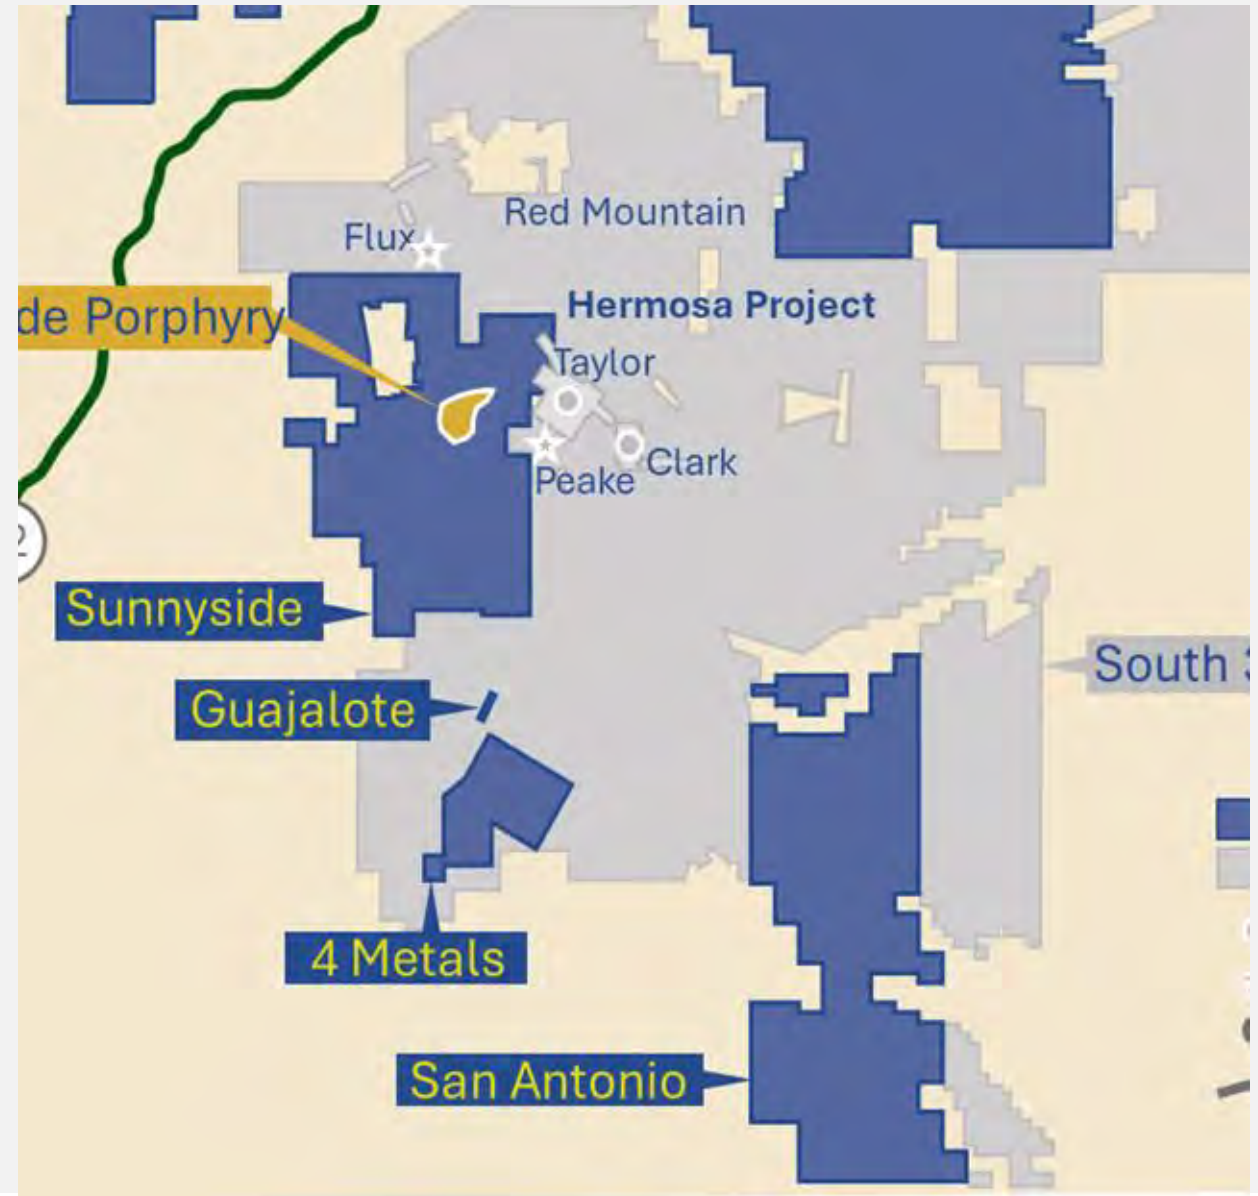 Red Mountain
Flux
Hermosa Project
de Porphyry
Taylor
Clark
Peake
Sunnyside
South
Guajalote
4 Metals
San Antonio